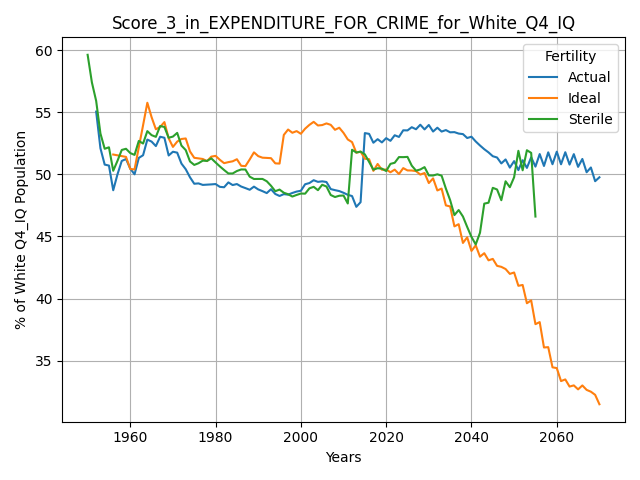 Score_3_in_EXPENDITURE_FOR_CRIME_for_White_Q4_IQ
Fertility
Actual
Ideal
Sterile
% of White Q4_IQ Population
60
55
50
45
40
35
1960
1980
2000
2020
2040
2060
Years